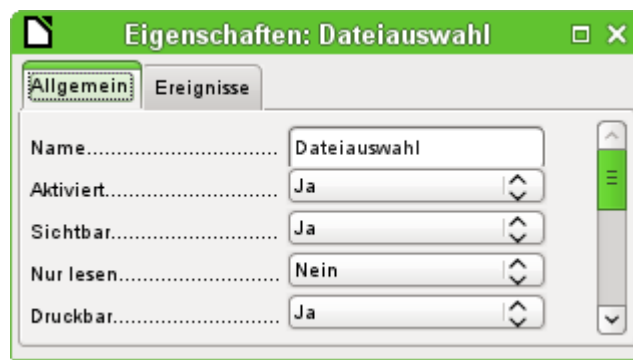 Eigenschaften: Dateiauswahl
Allgemein Ereignisse
Name............................ Dateiauswahl
Aktiviert......................... Ja
Sichtbar......................... Ja
Nur lesen........................ Nein
Druckbar......................... Ja